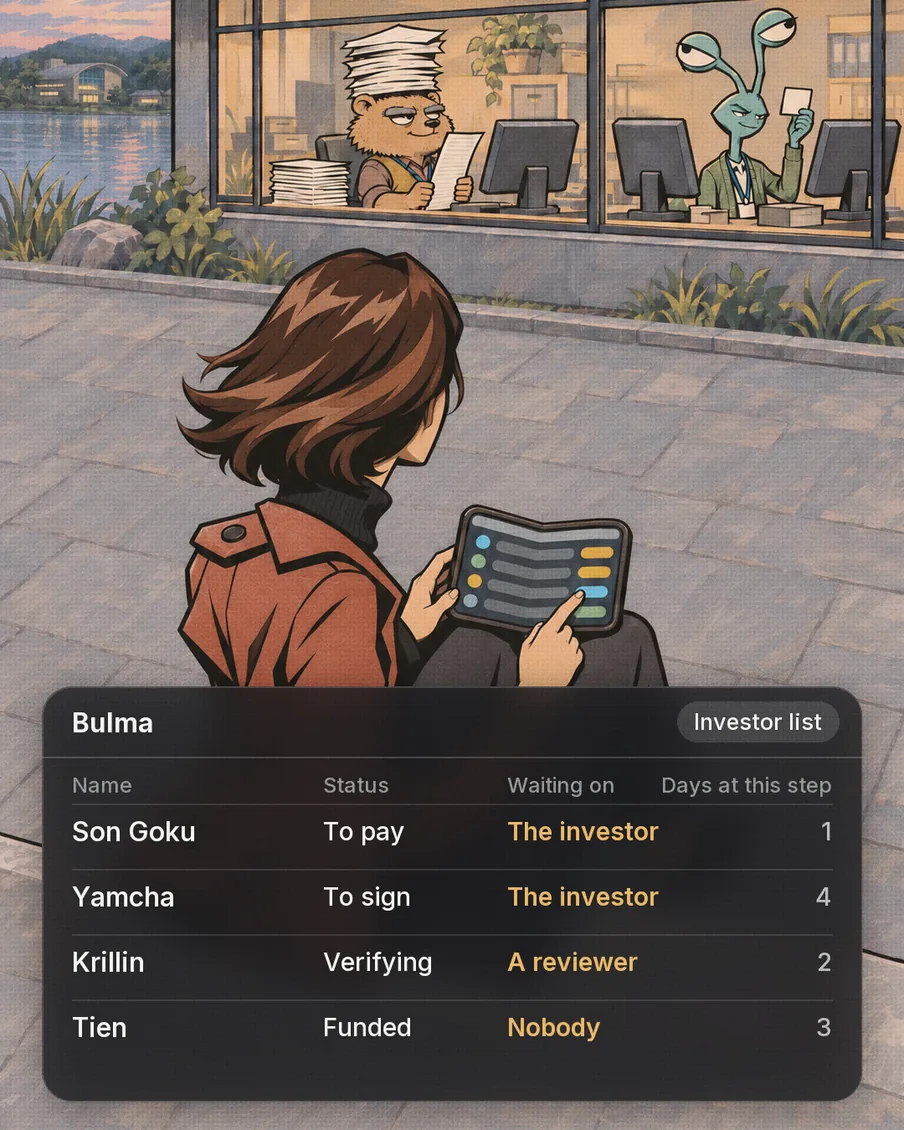 Bulma Investor list
Name Status Waiting on Days at this step
Son Goku To pay The investor 1
Yamcha To sign The investor 4
Krillin Verifying A reviewer 2
Tien Funded Nobody 3